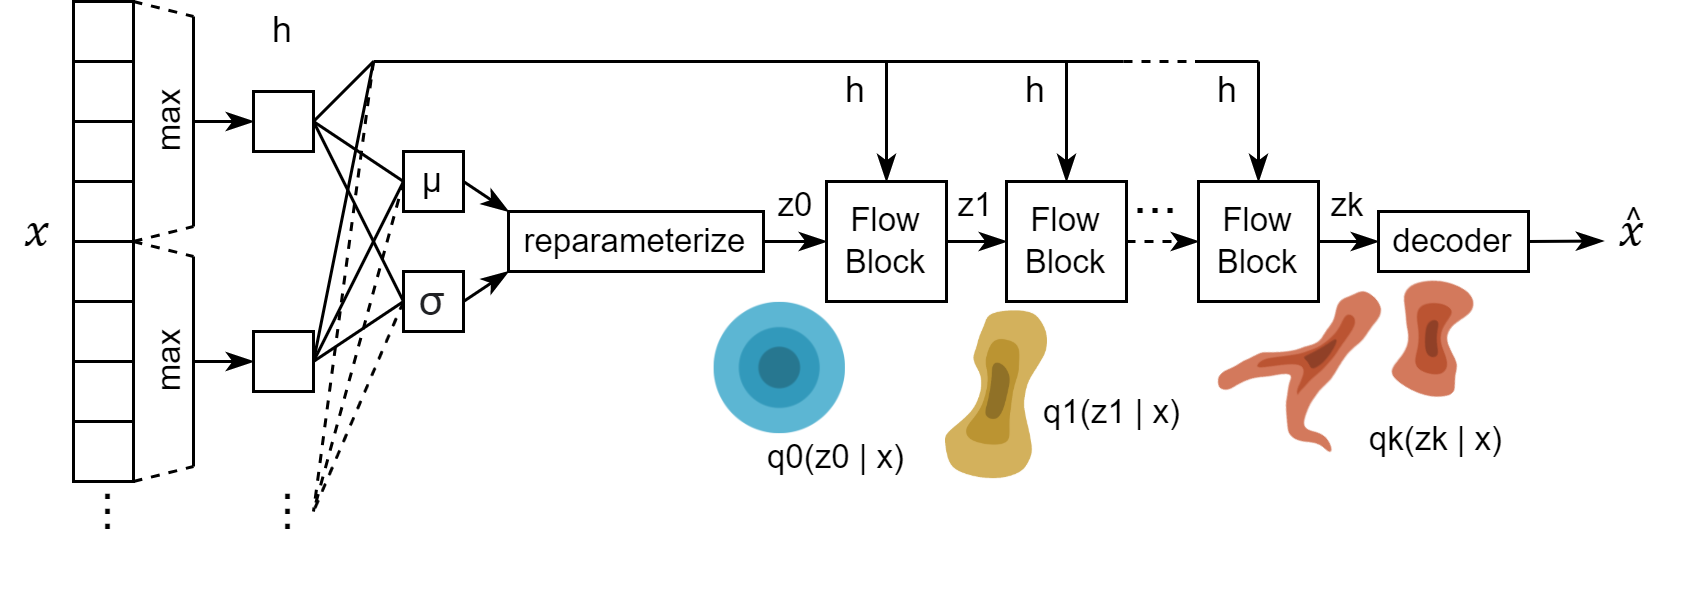 x
max
max
h
⋮
⋮
μ
σ
reparameterize
z0
h
Flow
Block
z1
h
Flow
Block
...
h
Flow
Block
zk
decoder
x̂
q0(z0 | x)
q1(z1 | x)
qk(zk | x)